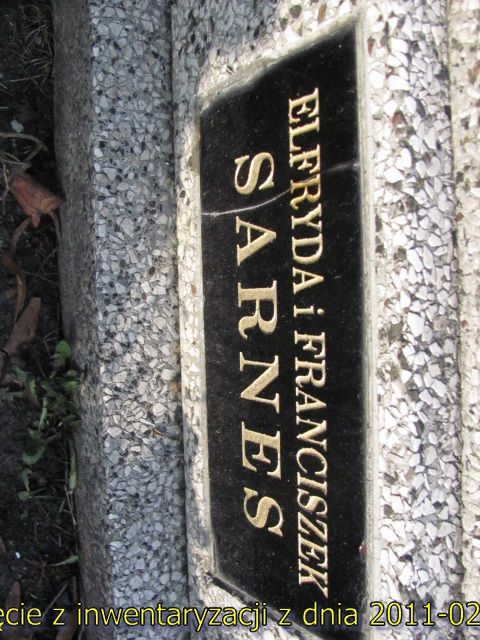 ELFRYDA i FRANCISZEK
SARNES
ęcie z inwentaryzacji z dnia 2011-02